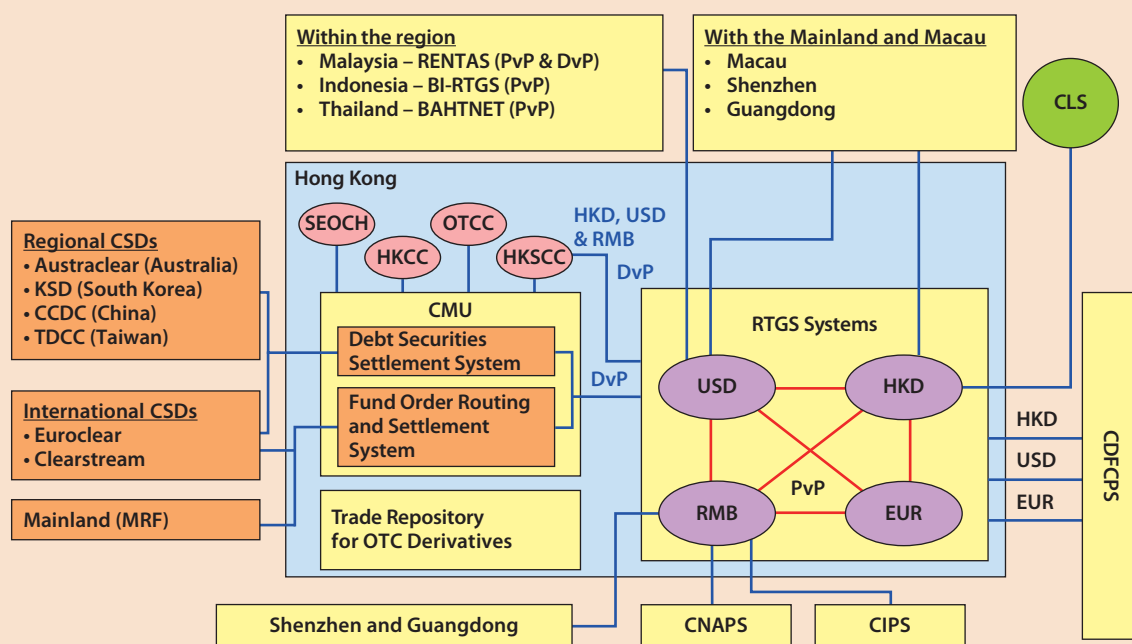 Within the region
• Malaysia – RENTAS (PvP & DvP)
• Indonesia – BI-RTGS (PvP)
• Thailand – BAHTNET (PvP)
With the Mainland and Macau
• Macau
• Shenzhen
• Guangdong
CLS
Hong Kong
SEOCH
HKCC
OTCC
HKSCC
HKD, USD
& RMB
DvP
Regional CSDs
• Austraclear (Australia)
• KSD (South Korea)
• CCDC (China)
• TDCC (Taiwan)
International CSDs
• Euroclear
• Clearstream
Mainland (MRF)
CMU
Debt Securities
Settlement System
Fund Order Routing
and Settlement
System
DvP
Trade Repository
for OTC Derivatives
RTGS Systems
USD
HKD
PvP
RMB
EUR
HKD
USD
EUR
CDFCPS
Shenzhen and Guangdong
CNAPS
CIPS